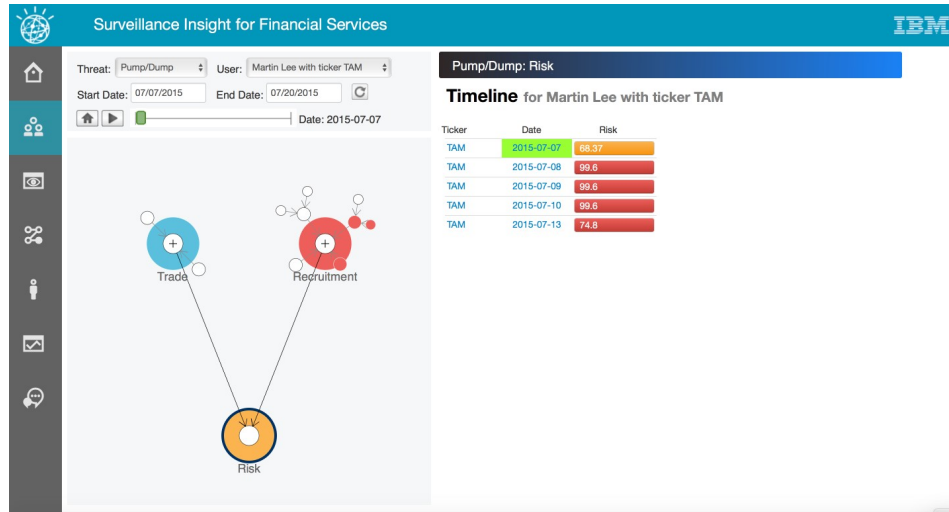 Surveillance Insight for Financial Services
IBM
Threat: Pump/Dump User: Martin Lee with ticker TAM
Start Date: 07/07/2015 End Date: 07/20/2015
Date: 2015-07-07
Trade
Recruitment
Risk
Pump/Dump: Risk
Timeline for Martin Lee with ticker TAM
Ticker Date Risk
TAM 2015-07-07 68.37
TAM 2015-07-08 99.6
TAM 2015-07-09 99.6
TAM 2015-07-10 99.6
TAM 2015-07-13 74.8